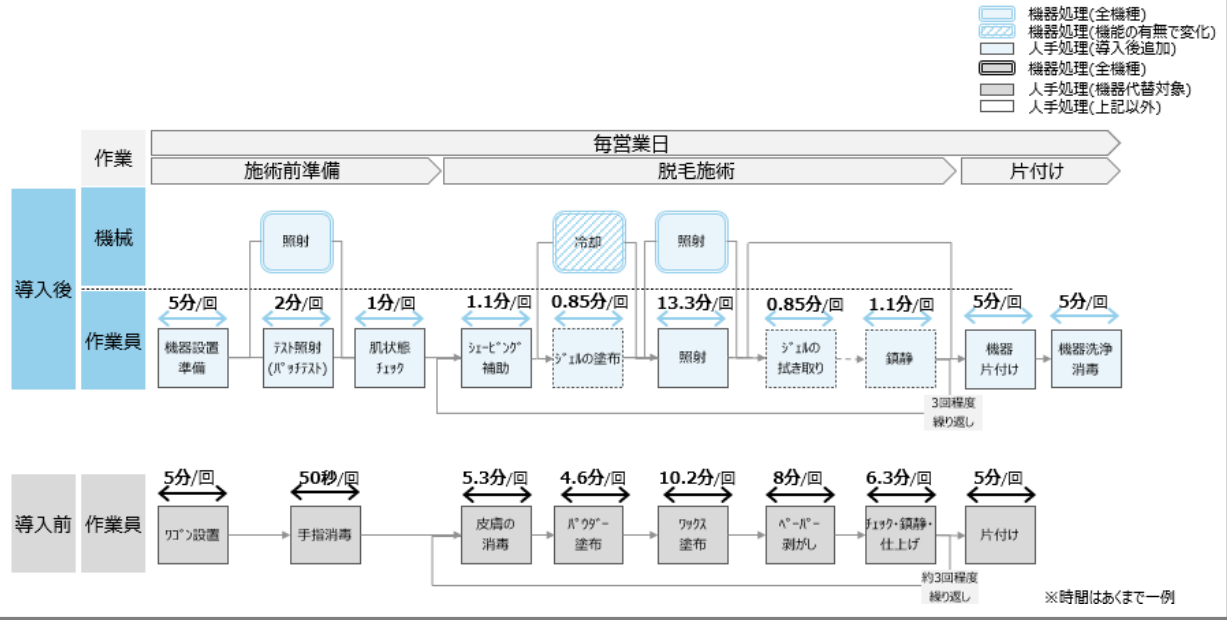 機器処理(全機種)
機器処理(機能の有無で変化)
人手処理(導入後追加)
機器処理(全機種)
人手処理(機器代替対象)
人手処理(上記以外)
作業
毎営業日
施術前準備
脱毛施術
片付け
導入後
機械
照射
冷却
照射
作業員
5分/回
2分/回
1分/回
1.1分/回
0.85分/回
13.3分/回
0.85分/回
1.1分/回
5分/回
5分/回
機器設置
準備
ﾃｽﾄ照射
(ﾊﾟｯﾁﾃｽﾄ)
肌状態
ﾁｪｯｸ
ｼｪｰﾋﾞﾝｸﾞ
補助
ｼﾞｪﾙの塗布
照射
ｼﾞｪﾙの
拭き取り
鎮静
機器
片付け
機器洗浄
消毒
3回程度
繰り返し
導入前
作業員
5分/回
50秒/回
5.3分/回
4.6分/回
10.2分/回
8分/回
6.3分/回
5分/回
ﾜｺﾞﾝ設置
手指消毒
皮膚の
消毒
ﾊﾟｳﾀﾞｰ
塗布
ﾜｯｸｽ
塗布
ﾍﾟｰﾊﾟｰ
剥がし
ﾁｪｯｸ・鎮静・
仕上げ
片付け
約3回程度
繰り返し
※時間はあくまで一例